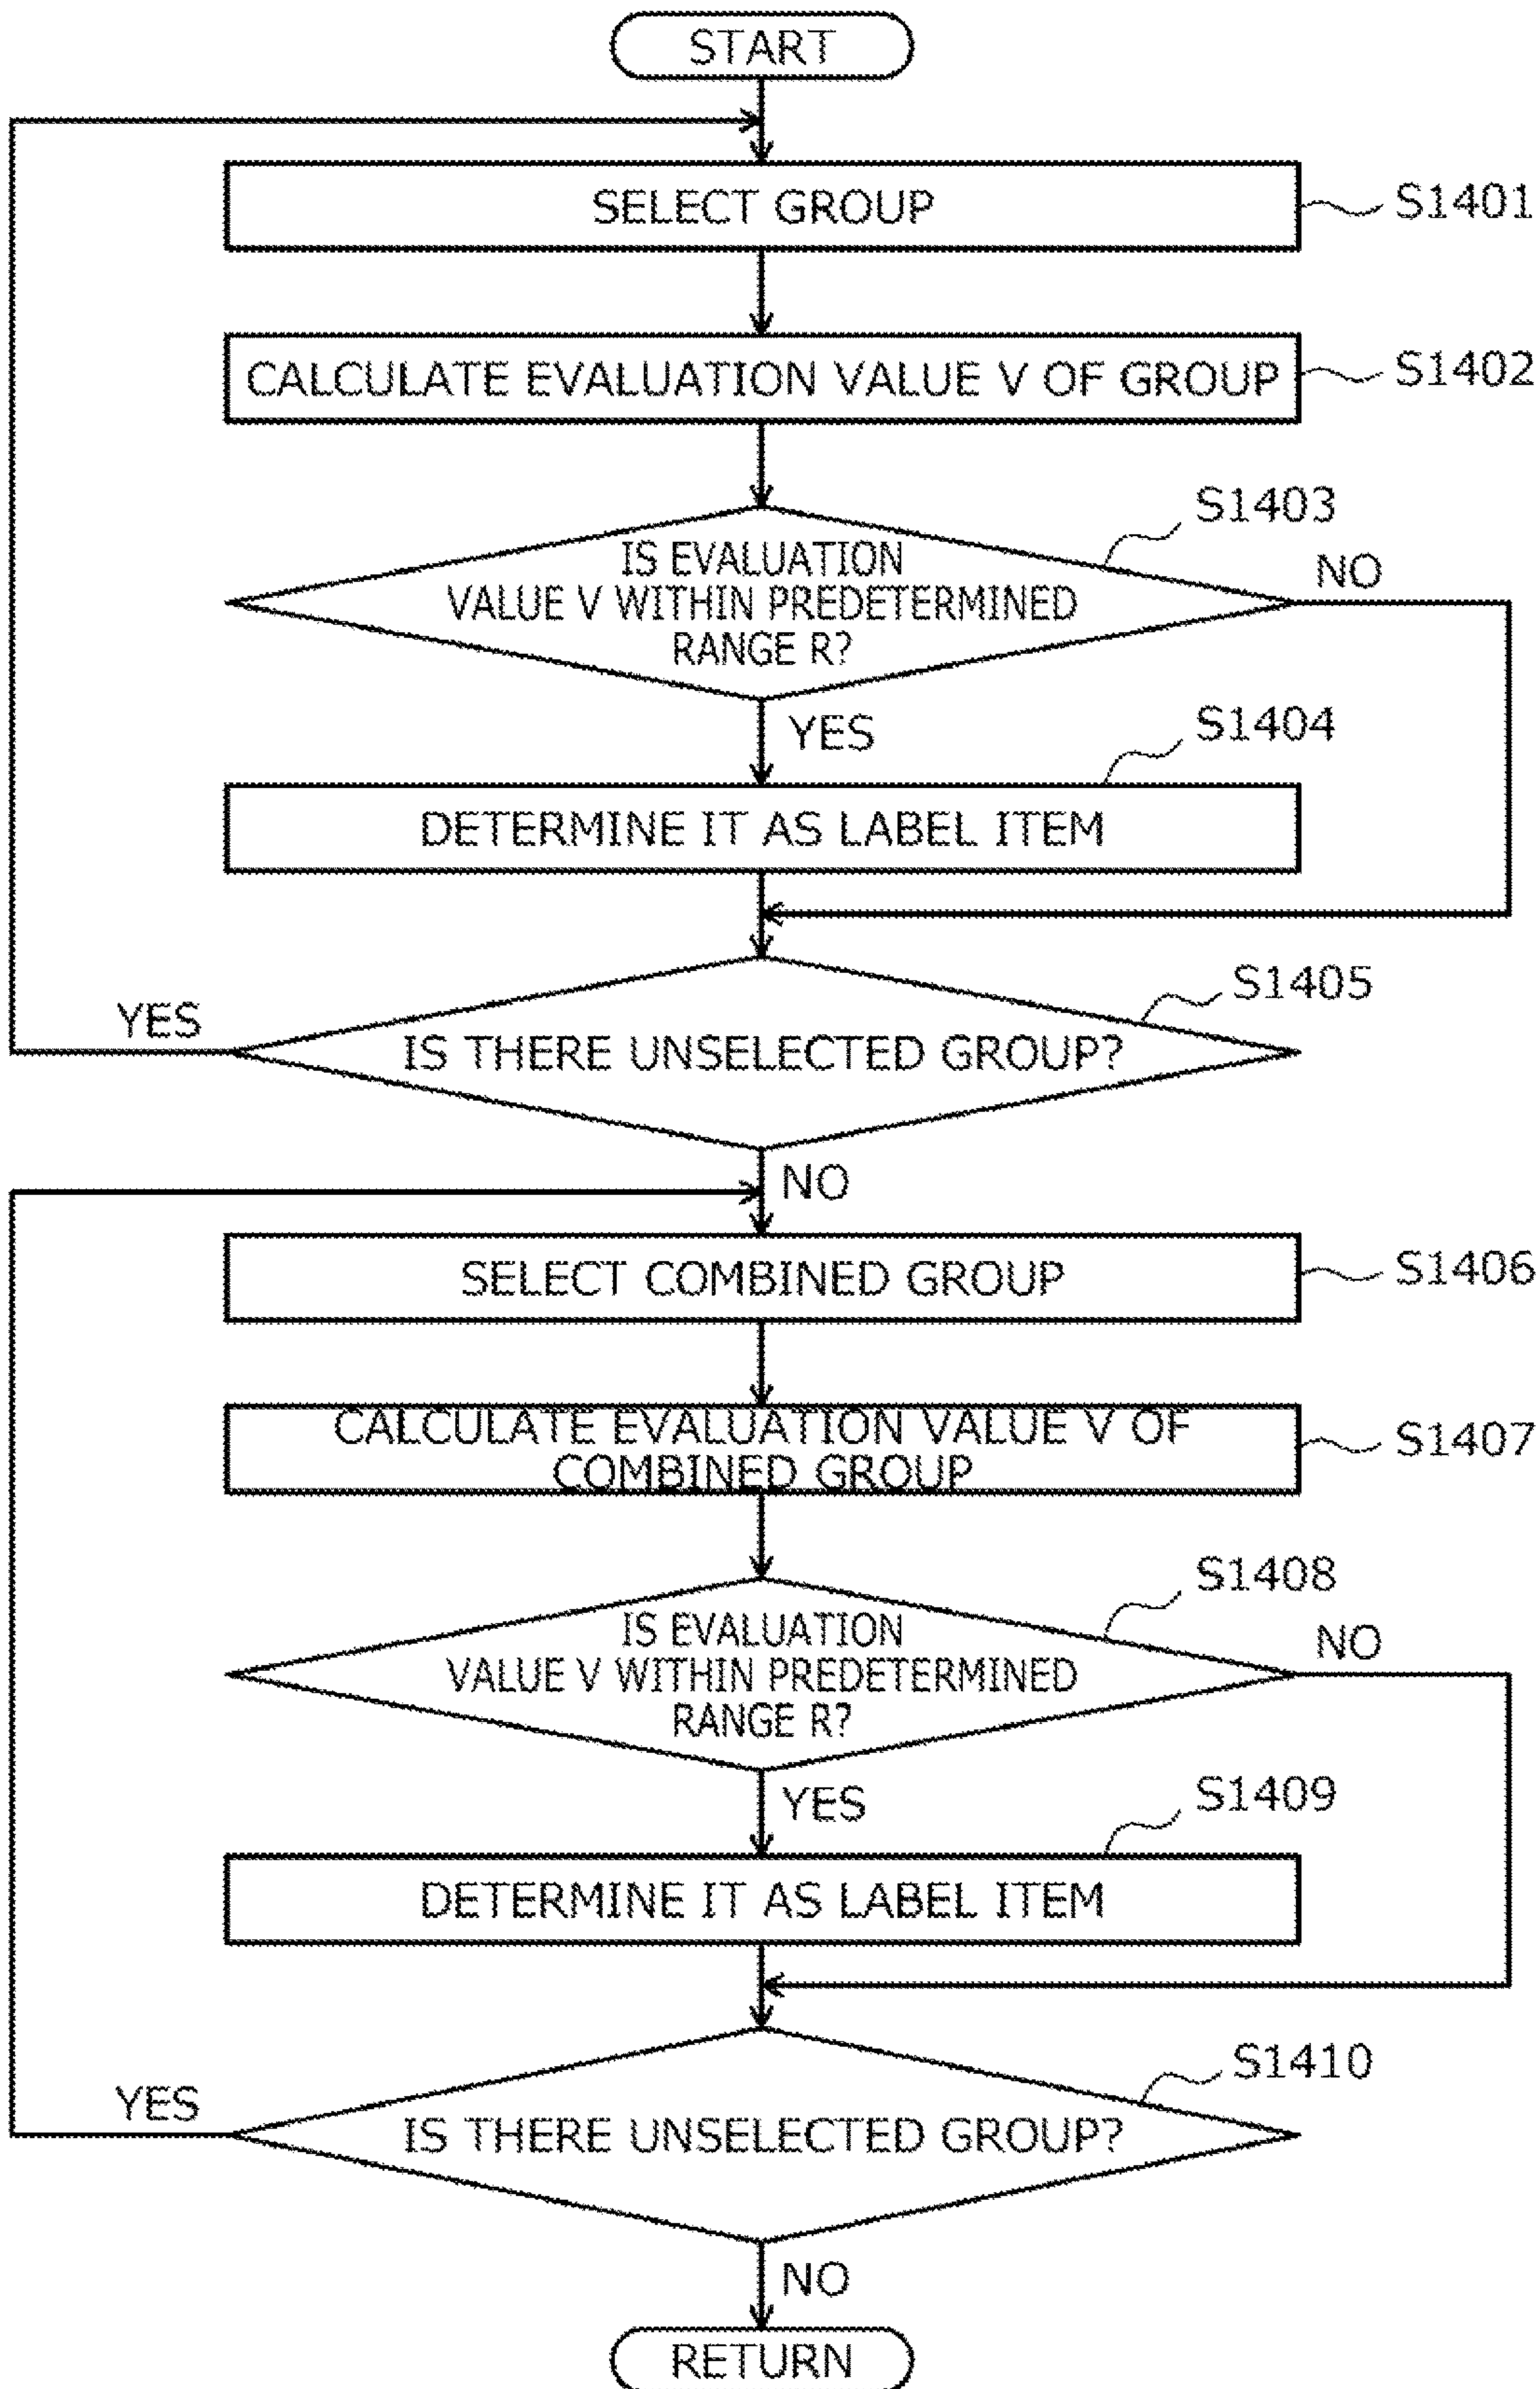 START
SELECT GROUP
S1401
CALCULATE EVALUATION VALUE V OF GROUP
S1402
S1403
IS EVALUATION
VALUE V WITHIN PREDETERMINED
RANGE R?
NO
YES
S1404
DETERMINE IT AS LABEL ITEM
S1405
YES
IS THERE UNSELECTED GROUP?
NO
SELECT COMBINED GROUP
S1406
CALCULATE EVALUATION VALUE V OF
COMBINED GROUP
S1407
S1408
IS EVALUATION
VALUE V WITHIN PREDETERMINED
RANGE R?
NO
YES
S1409
DETERMINE IT AS LABEL ITEM
S1410
YES
IS THERE UNSELECTED GROUP?
NO
RETURN